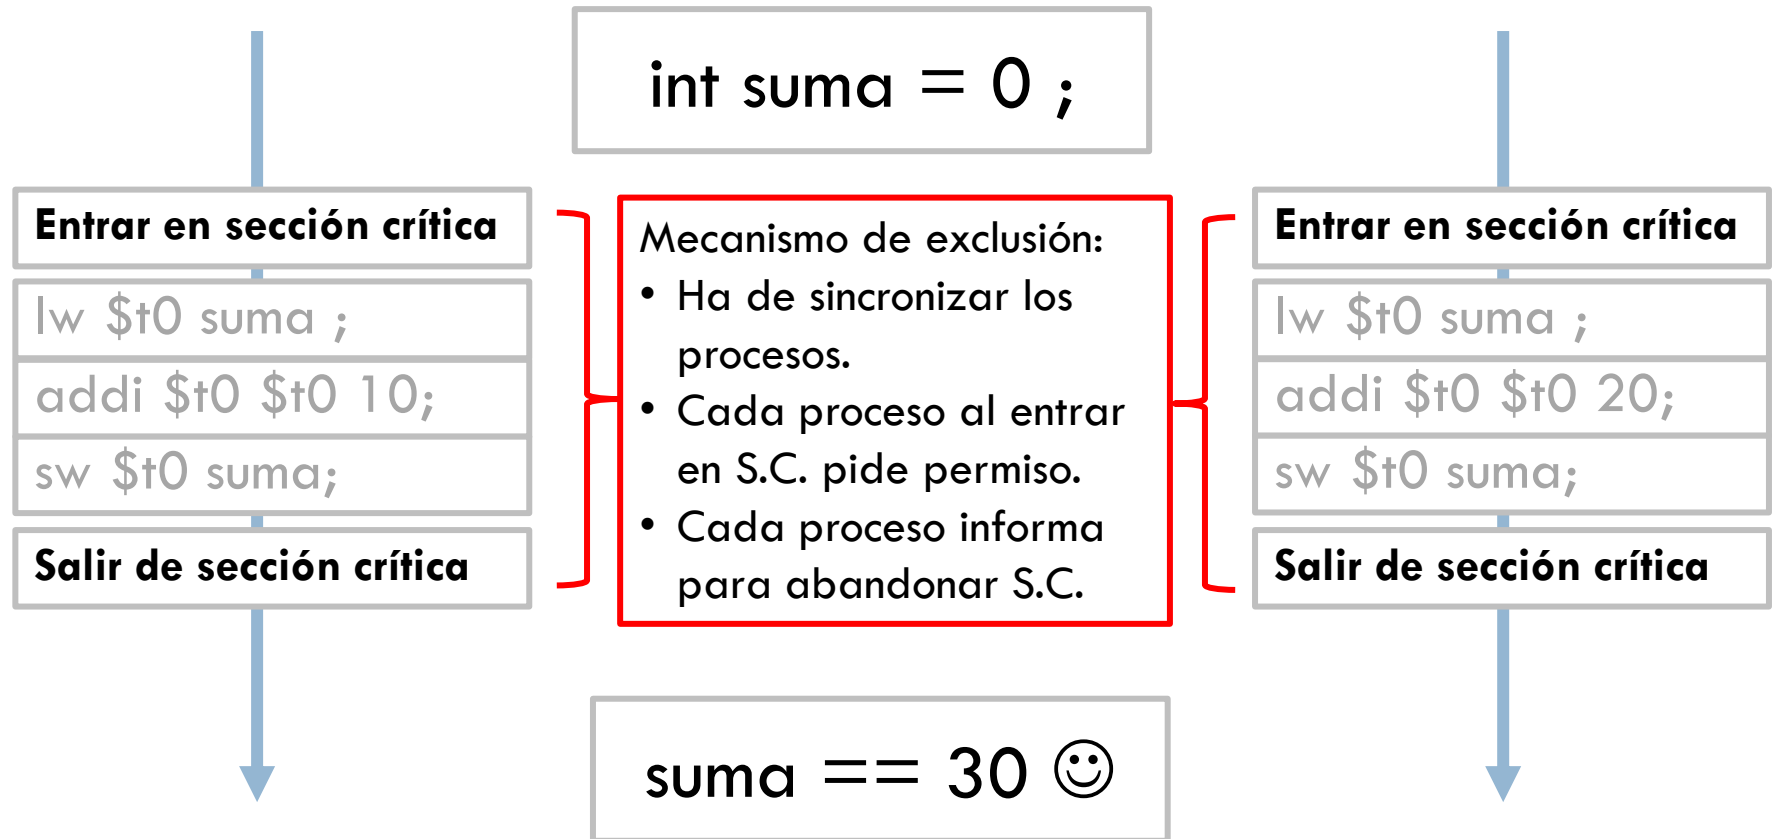 int suma = 0 ;
Entrar en sección crítica
lw $t0 suma ;
addi $t0 $t0 10;
sw $t0 suma;
Salir de sección crítica
Mecanismo de exclusión:
• Ha de sincronizar los
procesos.
• Cada proceso al entrar
en S.C. pide permiso.
• Cada proceso informa
para abandonar S.C.
Entrar en sección crítica
lw $t0 suma ;
addi $t0 $t0 20;
sw $t0 suma;
Salir de sección crítica
suma == 30 ☺